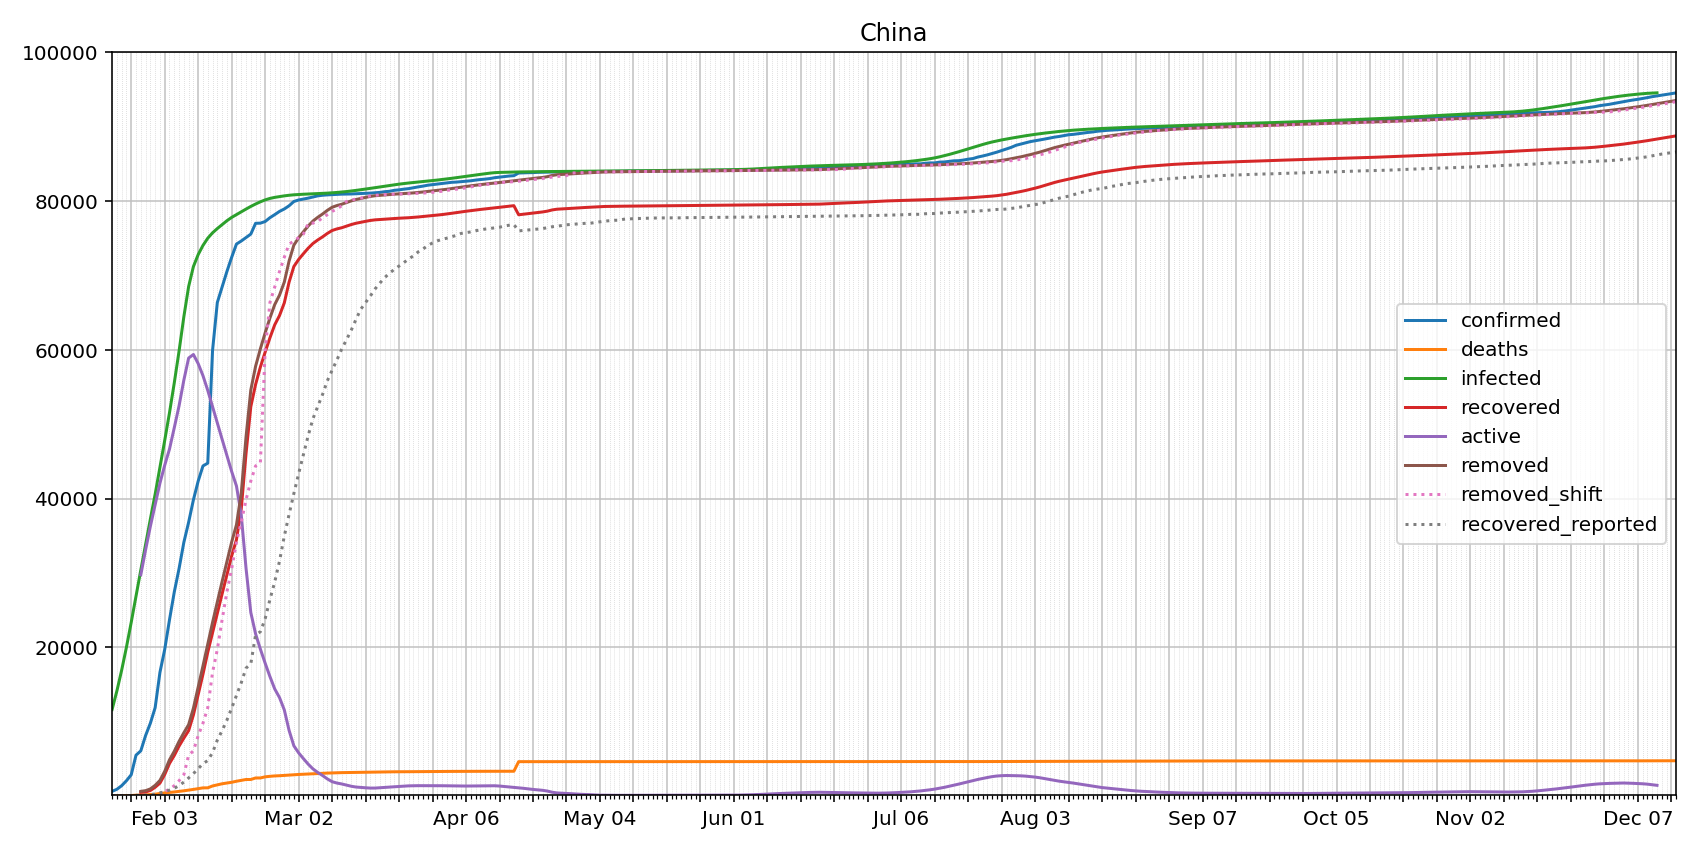 China
100000
80000
60000
40000
20000
confirmed
deaths
infected
recovered
active
removed
removed_shift
recovered_reported
Feb 03 Mar 02 Apr 06 May 04 Jun 01 Jul 06 Aug 03 Sep 07 Oct 05 Nov 02 Dec 07